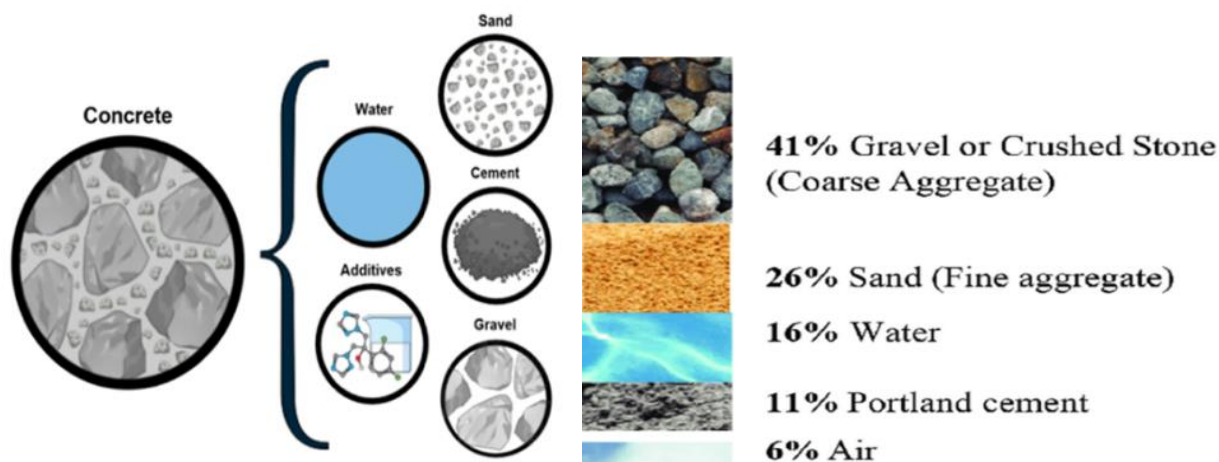 Concrete
Sand
Water
Cement
Additives
Gravel
41% Gravel or Crushed Stone
(Coarse Aggregate)
26% Sand (Fine aggregate)
16% Water
11% Portland cement
6% Air